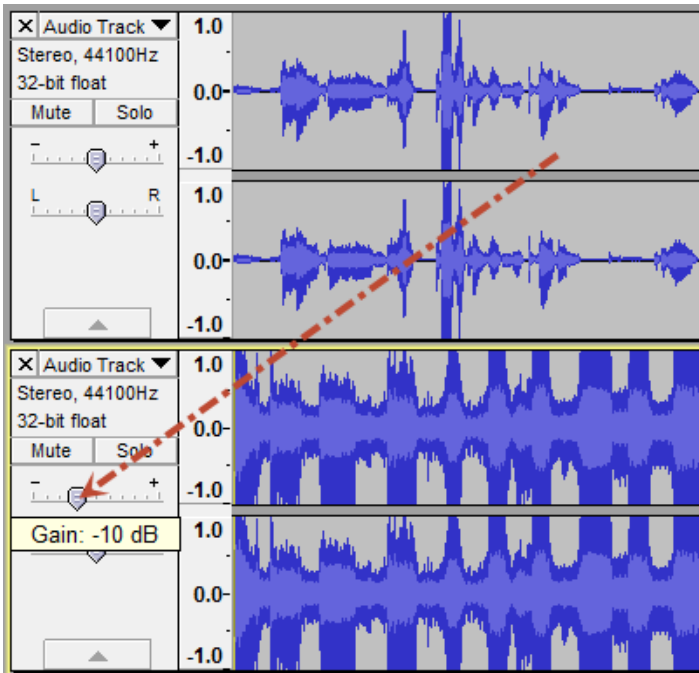 Audio Track
Stereo, 44100Hz
32-bit float
Mute Solo
- +
L R
1.0
0.0-
-1.0
1.0
0.0-
-1.0
Audio Track
Stereo, 44100Hz
32-bit float
Mute Solo
- +
Gain: -10 dB
1.0
0.0-
-1.0
1.0
0.0-
-1.0